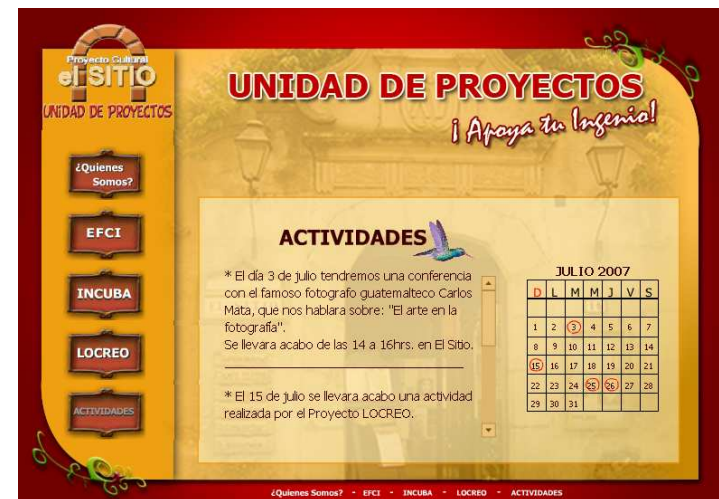 Proyecto Cultural
el SITIO
UNiDAD DE PROYECTOS
UNIDAD DE PROYECTOS
¡ Apoya tu Ingenio!
¿Quienes
Somos?
EFCI
INCUBA
LOCREO
ACTIVIDADES
ACTIVIDADES
* El día 3 de julio tendremos una conferencia
con el famoso fotografo guatemalteco Carlos
Mata, que nos hablara sobre: "El arte en la
fotografía".
Se llevara acabo de las 14 a 16hrs. en El Sitio.
* El 15 de julio se llevara acabo una actividad
realizada por el Proyecto LOCREO.
JULIO 2007
D L M M J V S
1 2 3 4 5 6 7
8 9 10 11 12 13 14
15 16 17 18 19 20 21
22 23 24 25 26 27 28
29 30 31
¿Quienes Somos? - EFCI - INCUBA - LOCREO - ACTIVIDADES